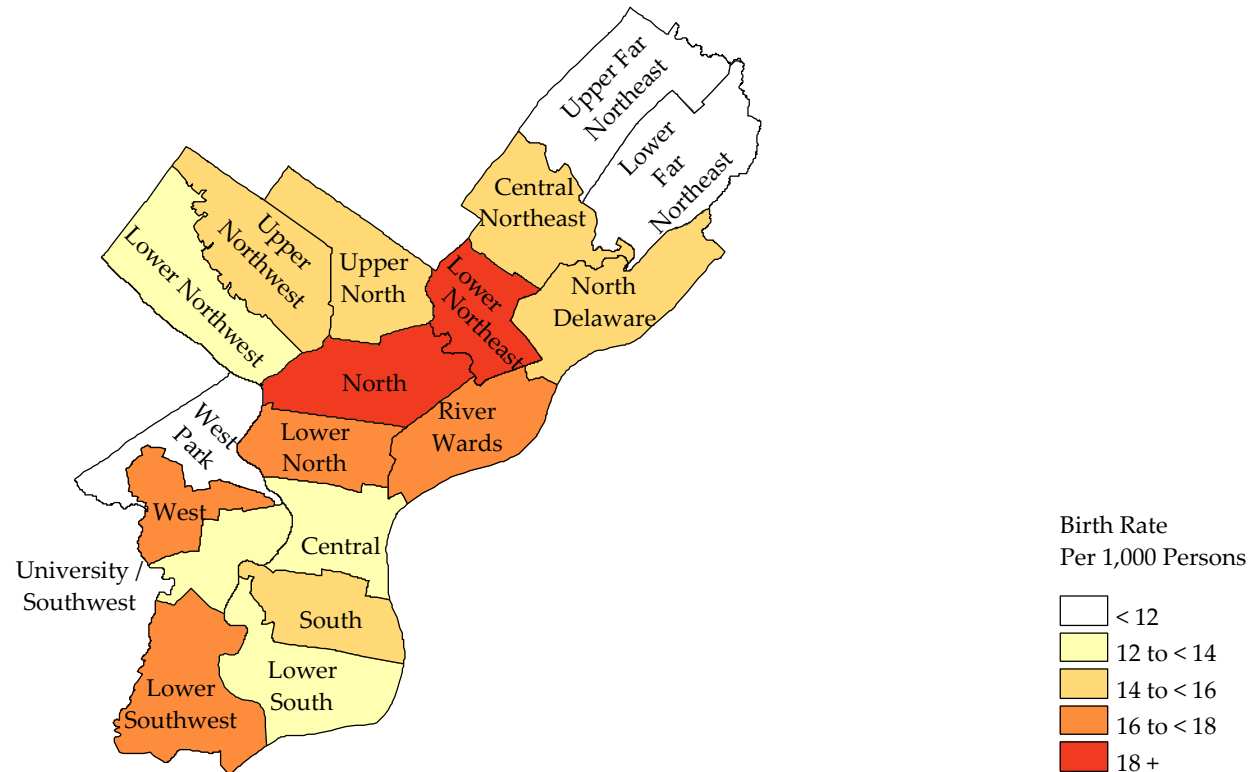 Upper Far
Northeast
Lower
Far
Northeast
Central
Northeast
Upper
Northwest
Lower Northwest
Upper
North
Lower
Northeast
North
Delaware
North
River
Wards
Lower
North
West
Park
West
Central
University /
Southwest
South
Lower
South
Lower
Southwest
Birth Rate
Per 1,000 Persons
< 12
12 to < 14
14 to < 16
16 to < 18
18 +